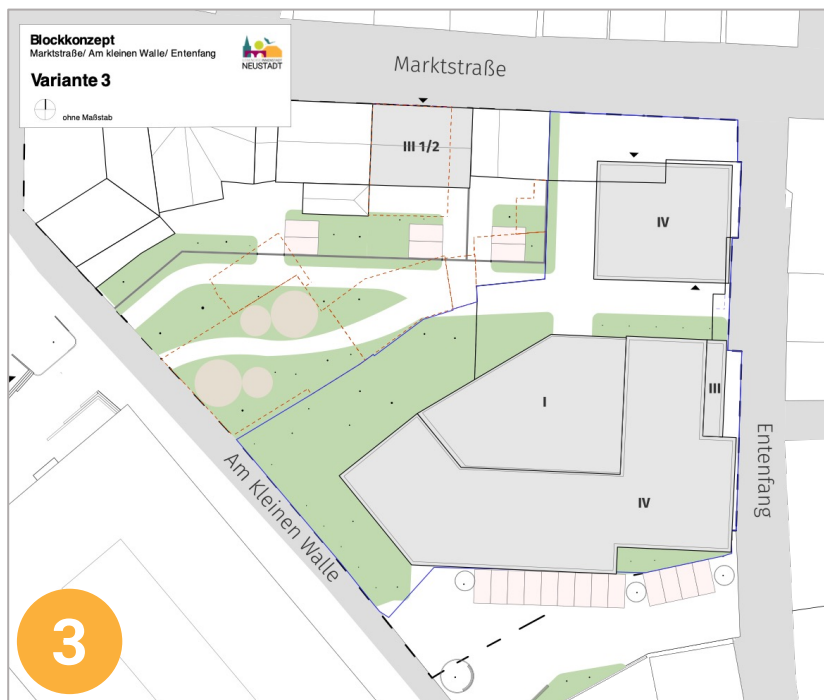 Blockkonzept
Marktstraße/ Am kleinen Walle/ Entenfang
NEUSTADT
Variante 3
ohne Maßstab
Marktstraße
III 1/2
IV
I
III
IV
Entenfang
Am Kleinen Walle
3